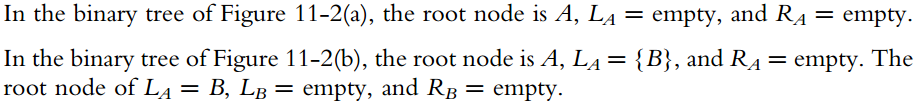 In the binary tree of Figure 11–2(a), the root node is A, L_A = empty, and R_A = empty.
In the binary tree of Figure 11–2(b), the root node is A, L_A = {B}, and R_A = empty. The
root node of L_A = B, L_B = empty, and R_B = empty.